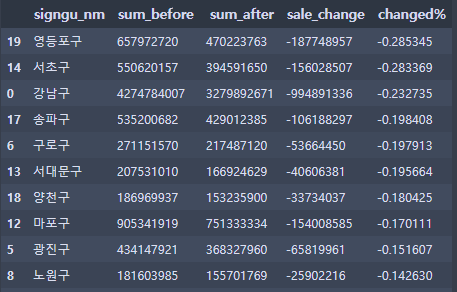 signgu_nm sum_before sum_after sale_change changed%
19 영등포구 657972720 470223763 -187748957 -0.285345
14 서초구 550620157 394591650 -156028507 -0.283369
0 강남구 4274784007 3279892671 -994891336 -0.232735
17 송파구 535200682 429012385 -106188297 -0.198408
6 구로구 271151570 217487120 -53664450 -0.197913
13 서대문구 207531010 166924629 -40606381 -0.195664
18 양천구 186969937 153235900 -33734037 -0.180425
12 마포구 905341919 751333334 -154008585 -0.170111
5 광진구 434147921 368327960 -65819961 -0.151607
8 노원구 181603985 155701769 -25902216 -0.142630